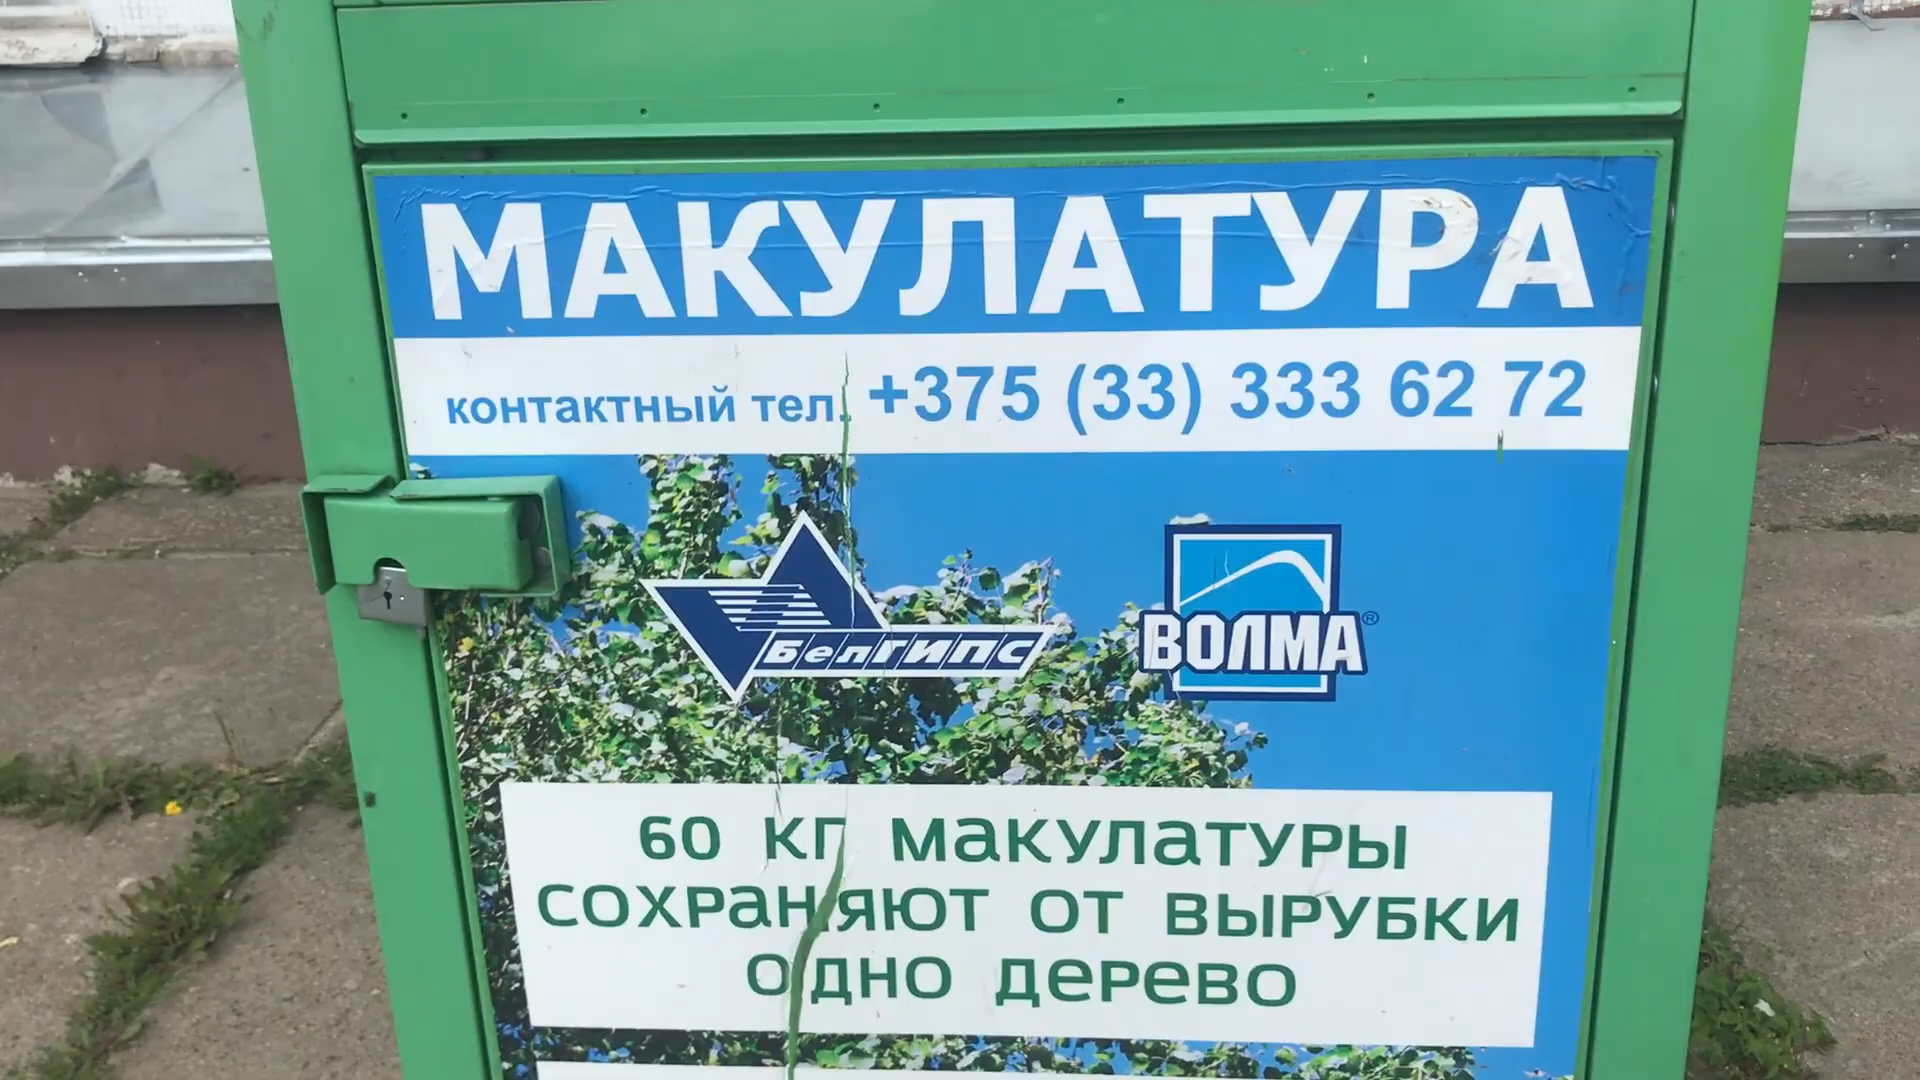 МАКУЛАТУРА
контактный тел. +375 (33) 333 62 72
БелГИПС
ВОЛМА®
60 кг макулатуры
сохраняют от вырубки
одно дерево